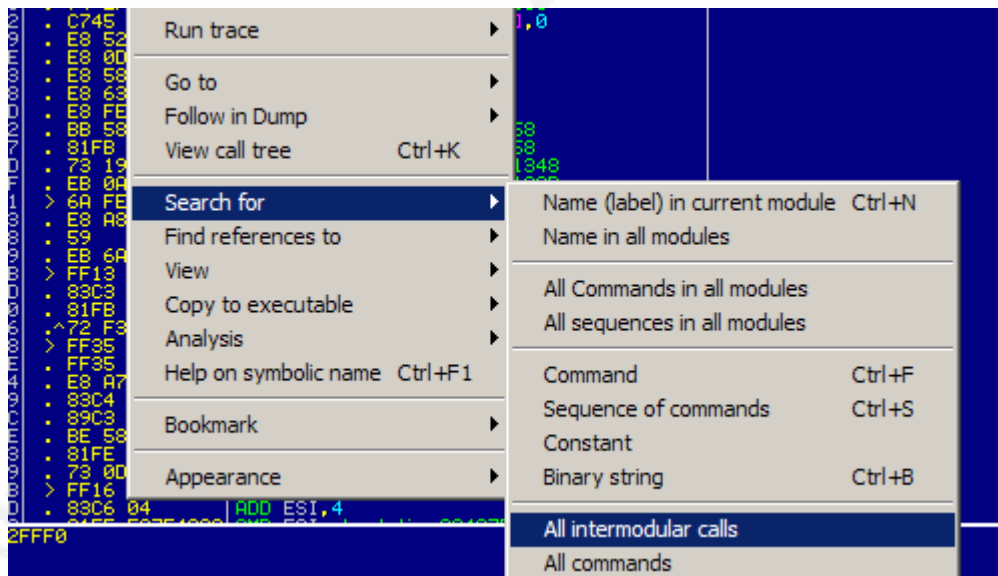 C745
. E8 52
. E8 0D
. E8 58
. E8 63
. E8 FE
. BB 58
. 81FB
. 73 19
. EB 0A
> 6A FE
. E8 A8
. 59
. EB 6A
> FF13
. 83C3
. 81FB
.^72 F3
> FF35
. FF35
. E8 A7
. 83C4
. 89C3
. BE 58
. 81FE
. 73 0D
> FF16
. 83C6 04 ADD ESI,4
2FFF0
,0
58
58
1348
Run trace
Go to
Follow in Dump
View call tree Ctrl+K
Search for
Find references to
View
Copy to executable
Analysis
Help on symbolic name Ctrl+F1
Bookmark
Appearance
Name (label) in current module Ctrl+N
Name in all modules
All Commands in all modules
All sequences in all modules
Command Ctrl+F
Sequence of commands Ctrl+S
Constant
Binary string Ctrl+B
All intermodular calls
All commands